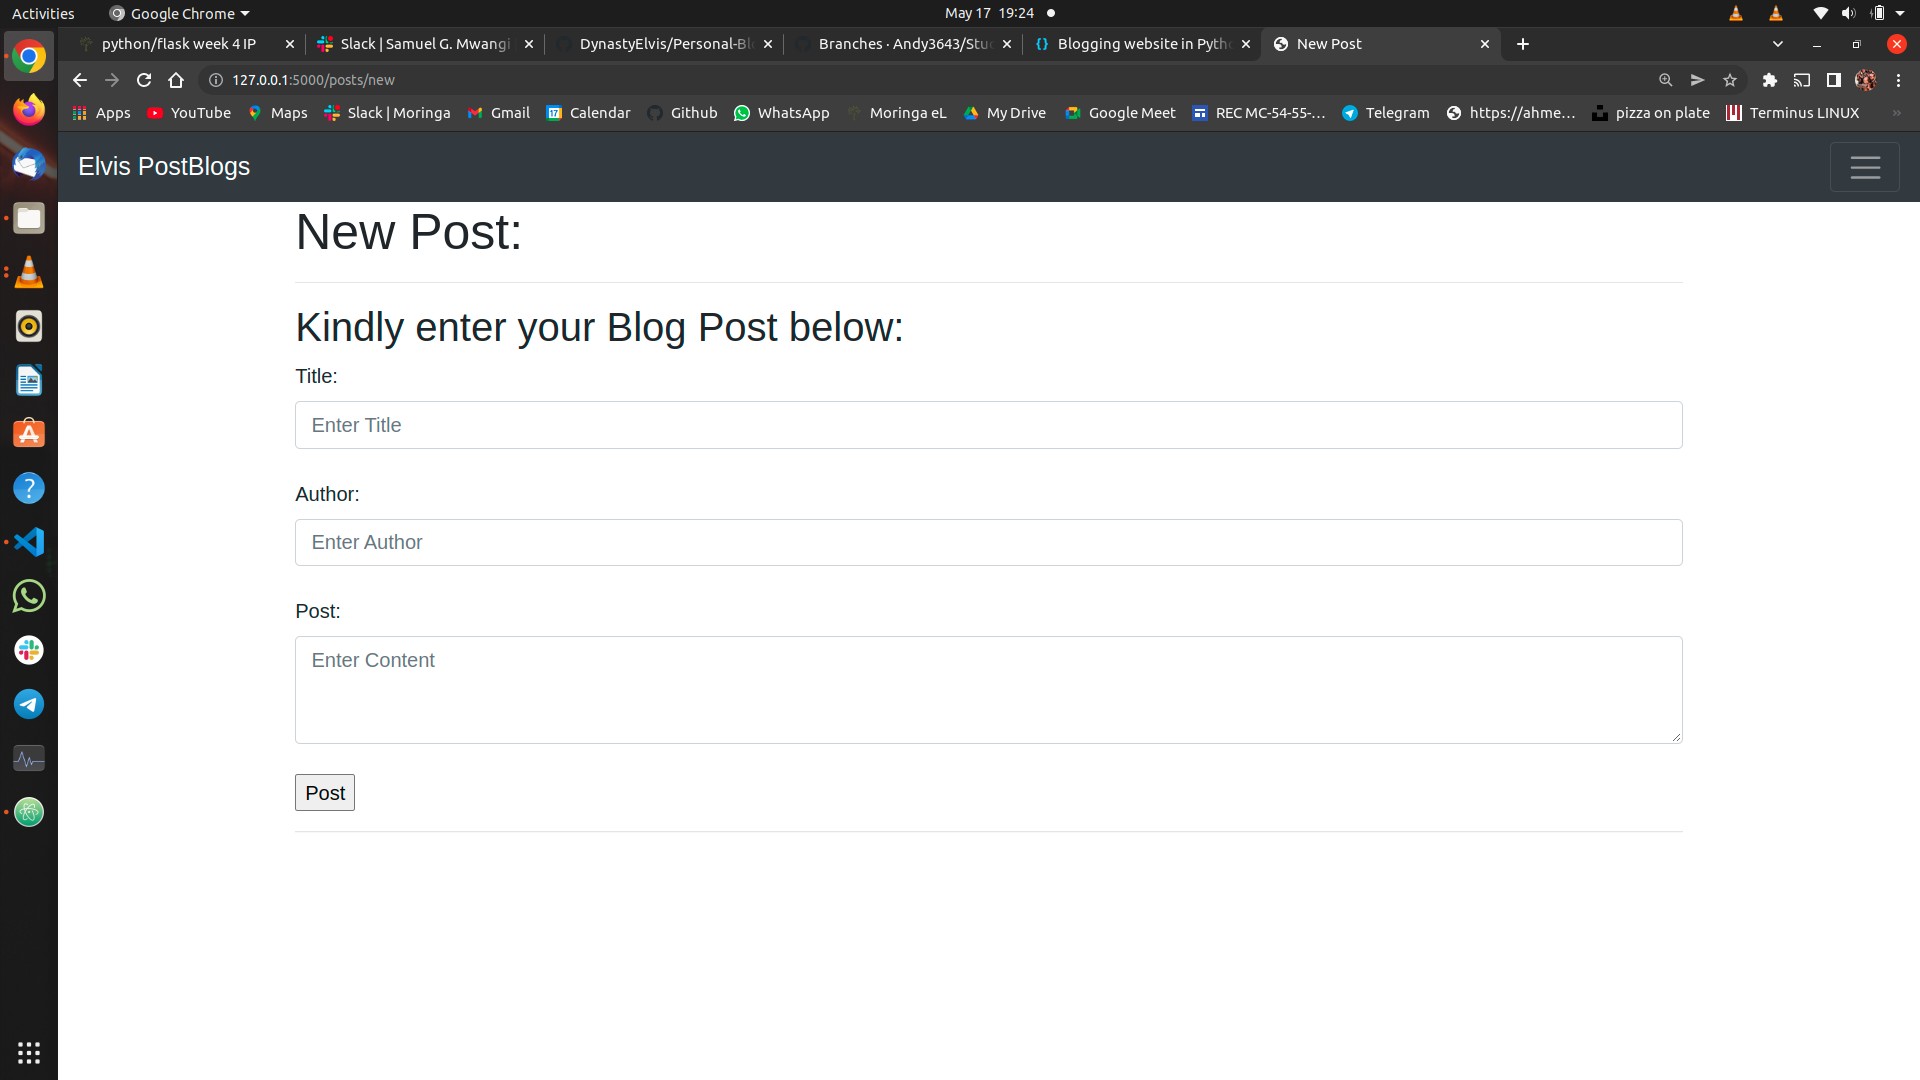 Activities
Google Chrome
May 17 19:24
python/flask week 4 IP
Slack | Samuel G. Mwangi
DynastyElvis/Personal-Blo
Branches · Andy3643/Stud
Blogging website in Pytho
New Post
127.0.0.1:5000/posts/new
Apps
YouTube
Maps
Slack | Moringa
Gmail
Calendar
Github
WhatsApp
Moringa eL
My Drive
Google Meet
REC MC-54-55-…
Telegram
https://ahme…
pizza on plate
Terminus LINUX
»
Elvis PostBlogs
New Post:
Kindly enter your Blog Post below:
Title:
Enter Title
Author:
Enter Author
Post:
Enter Content
Post